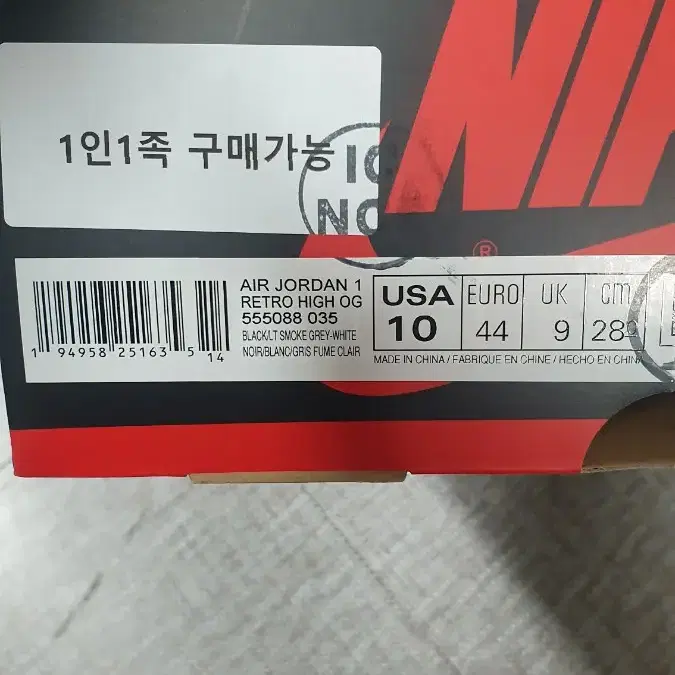 1인1족 구매가능
NIK
®
AIR JORDAN 1
RETRO HIGH OG
555088 035
BLACK/LT SMOKE GREY-WHITE
NOIR/BLANC/GRIS FUME CLAIR
1 94958 25163 5 14
USA EURO UK cm
10 44 9 28
MADE IN CHINA / FABRIQUE EN CHINE / HECHO EN CHINA